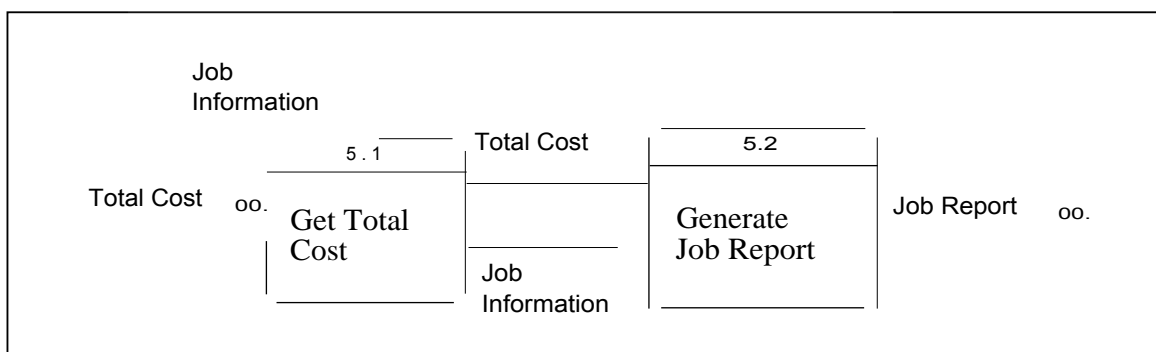 Job
Information
Total Cost
5.1
5.2
Total Cost
oo.
Get Total
Cost
Generate
Job Report
Job Report
oo.
Job
Information